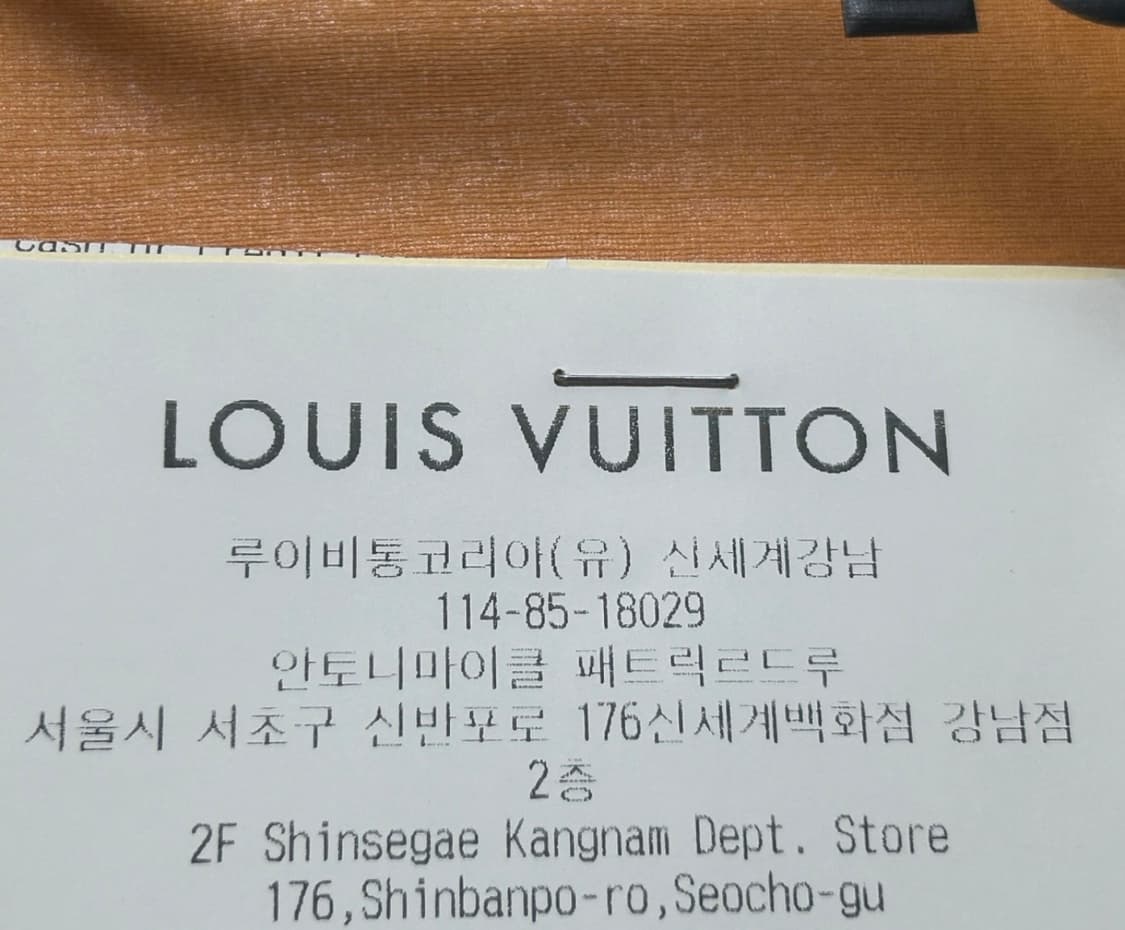 LOUIS VUITTON
루이비통코리아(유) 신세계강남
114-85-18029
안토니마이클 패트릭르드루
서울시 서초구 신반포로 176신세계백화점 강남점
2층
2F Shinsegae Kangnam Dept. Store
176,Shinbanpo-ro,Seocho-gu